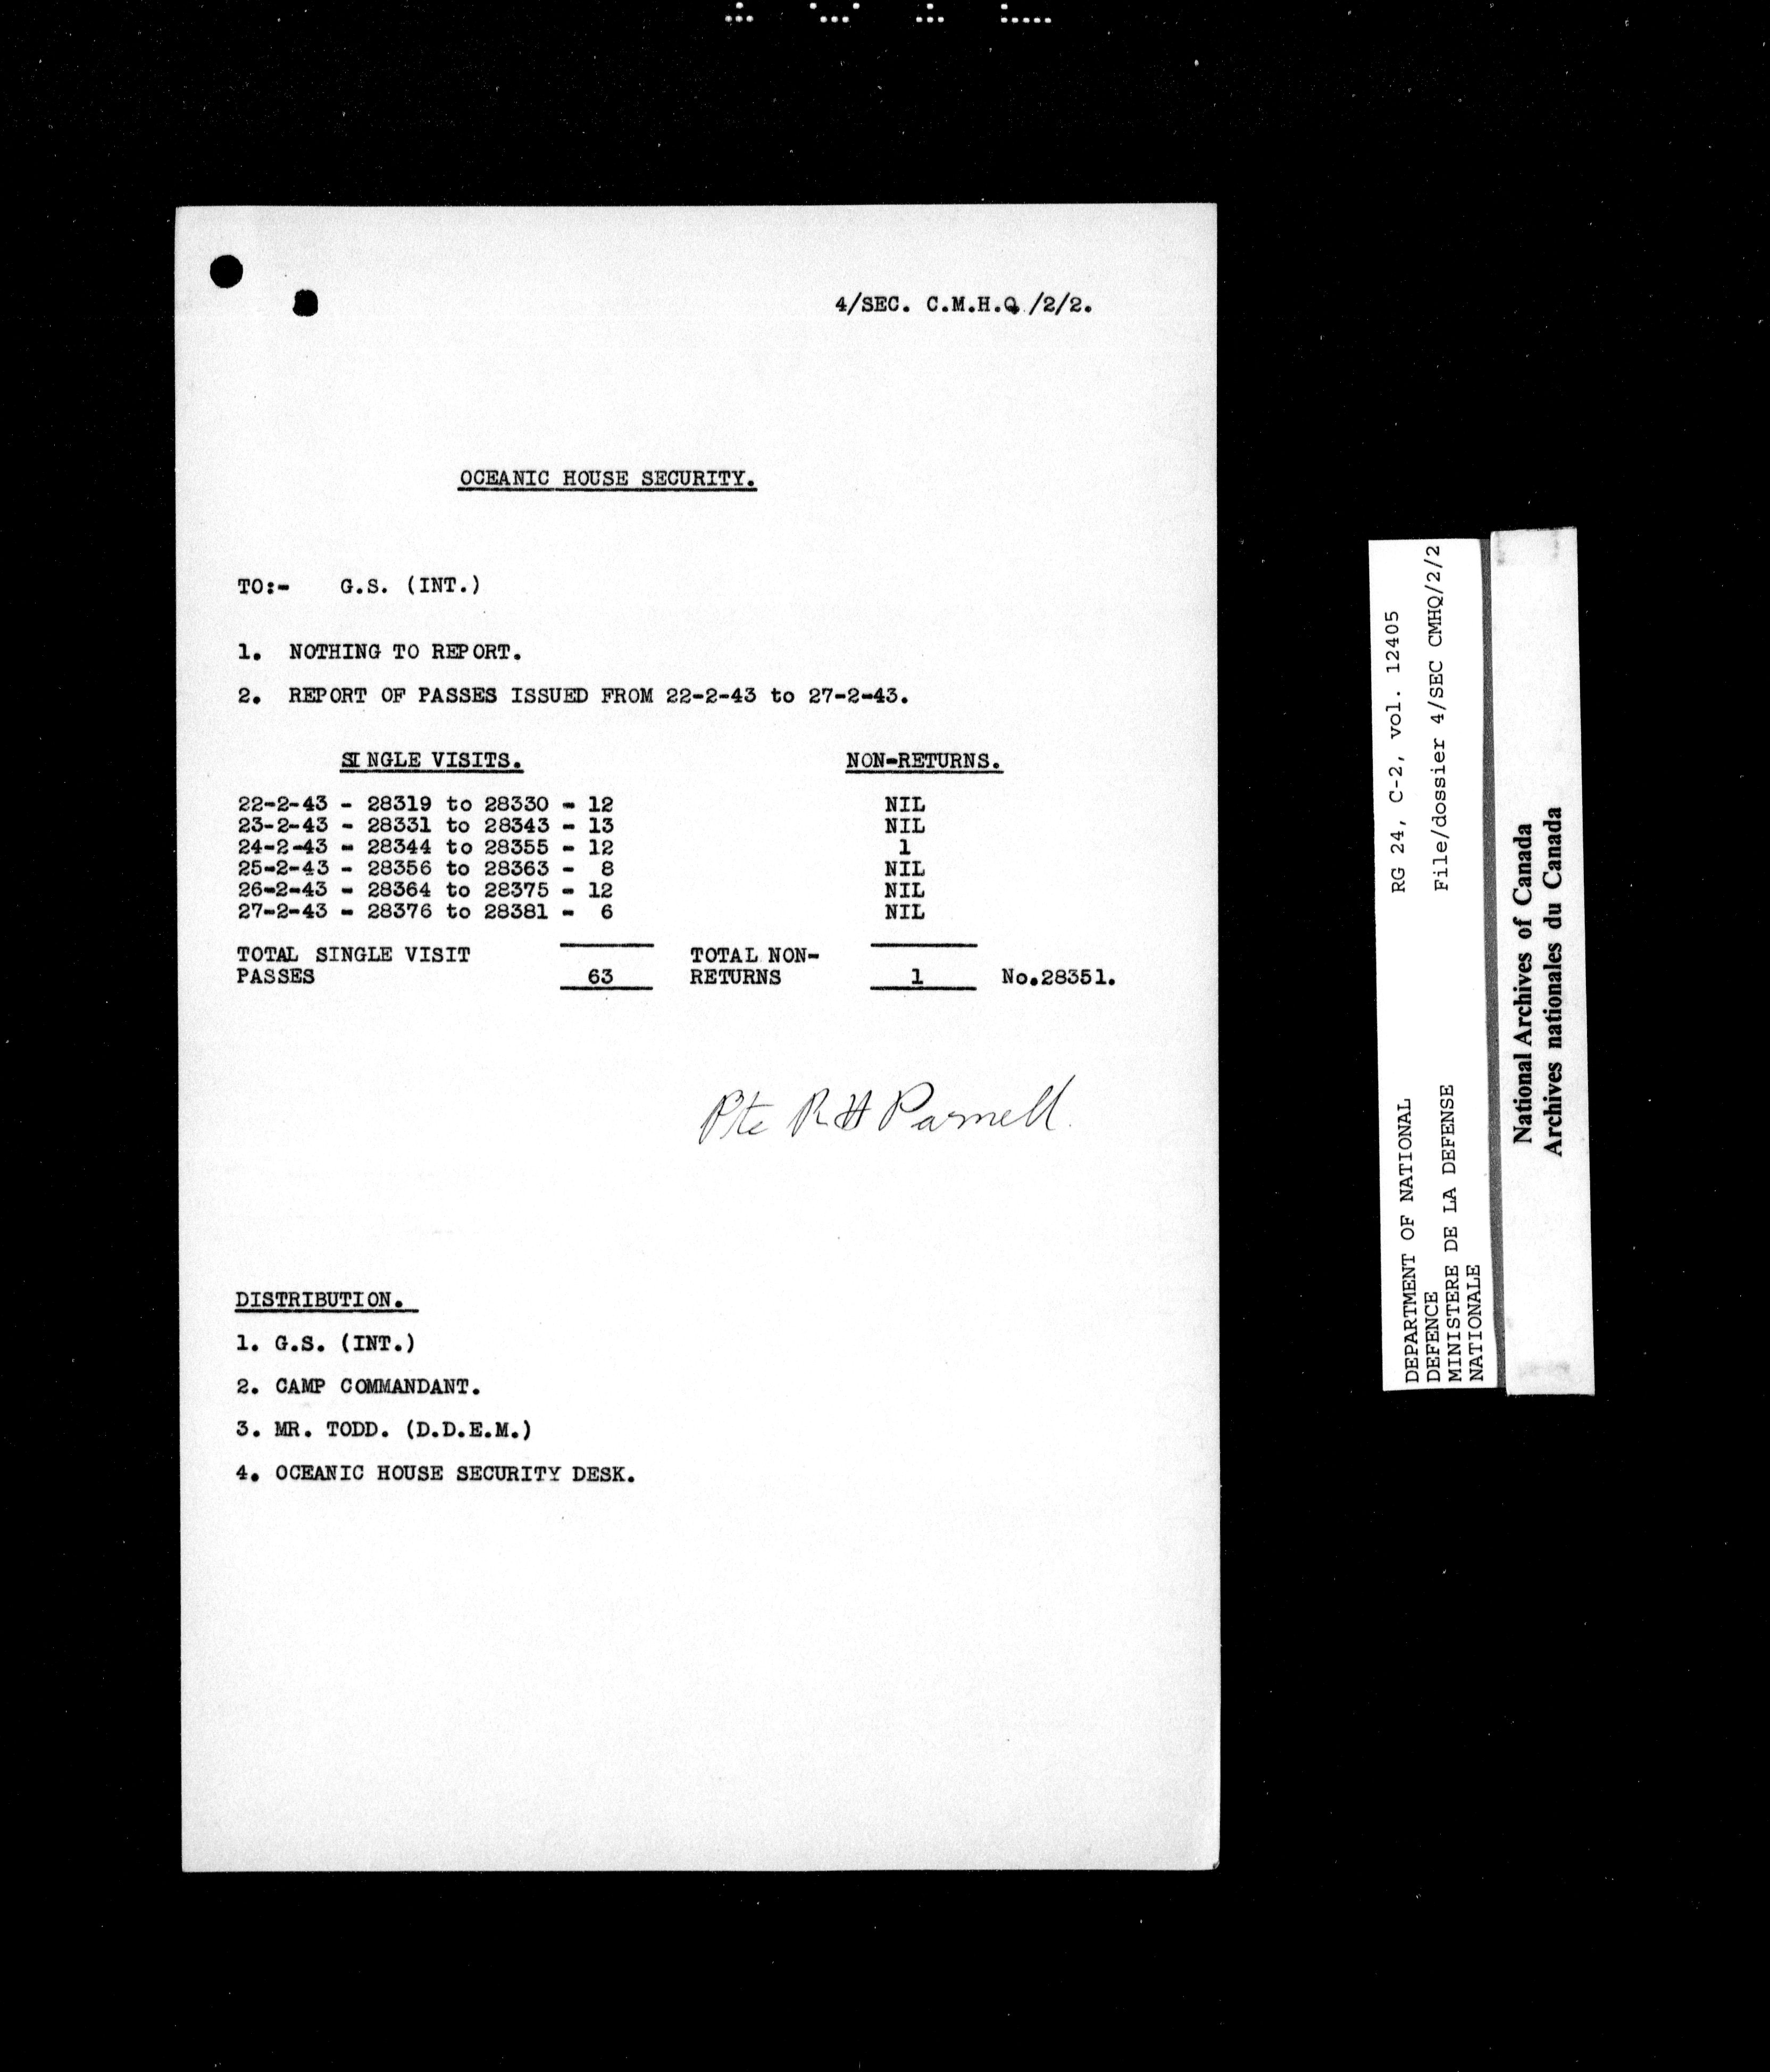 4/SEC. C.M.H.Q./2/2.
OCEANIC HOUSE SECURITY.
TO:- G.S. (INT.)
1. NOTHING TO REPORT.
2. REPORT OF PASSES ISSUED FROM 22-2-43 to 27-2-43.
SINGLE VISITS. NON-RETURNS.
22-2-43 - 28319 to 28330 - 12 NIL
23-2-43 - 28331 to 28343 - 13 NIL
24-2-43 - 28344 to 28355 - 12 1
25-2-43 - 28356 to 28363 - 8 NIL
26-2-43 - 28364 to 28375 - 12 NIL
27-2-43 - 28376 to 28381 - 6 NIL
TOTAL SINGLE VISIT TOTAL NON-
PASSES 63 RETURNS 1 No.28351.
Pte R H Parnell.
DISTRIBUTION.
1. G.S. (INT.)
2. CAMP COMMANDANT.
3. MR. TODD. (D.D.E.M.)
4. OCEANIC HOUSE SECURITY DESK.
DEPARTMENT OF NATIONAL RG 24, C-2, vol. 12405
DEFENCE File/dossier 4/SEC CMHQ/2/2
MINISTERE DE LA DEFENSE
NATIONALE
National Archives of Canada
Archives nationales du Canada